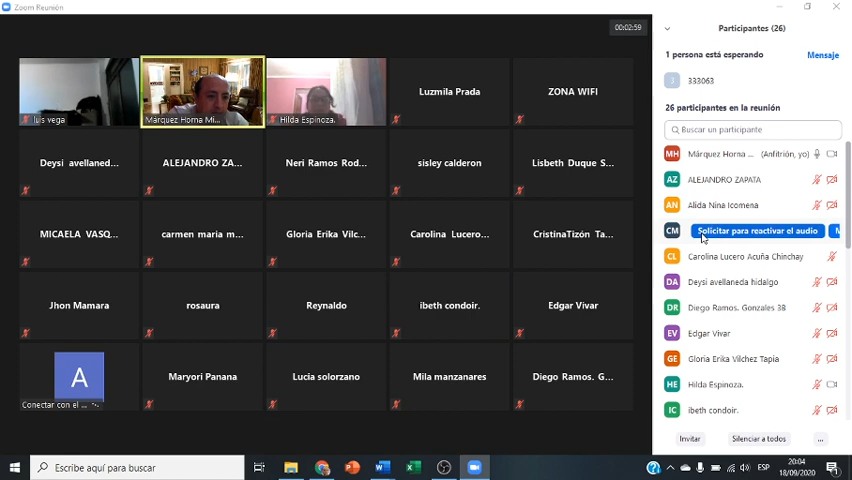 Zoom Reunión
00:02:59
luis vega
Márquez Horna Mi...
Hilda Espinoza.
Luzmila Prada
ZONA WIFI
Deysi avellaned...
ALEJANDRO ZA...
Neri Ramos Rod...
sisley calderon
Lisbeth Duque S...
MICAELA VASQ...
carmen maria m...
Gloria Erika Vilc...
Carolina Lucero...
CristinaTizón Ta...
Jhon Mamara
rosaura
Reynaldo
ibeth condoir.
Edgar Vivar
A
Conectar con el ...
Maryori Panana
Lucia solorzano
Mila manzanares
Diego Ramos. G...
Participantes (26)
1 persona está esperando
Mensaje
3
333063
26 participantes en la reunión
Buscar un participante
MH Márquez Horna ... (Anfitrión, yo)
AZ ALEJANDRO ZAPATA
AN Alida Nina Icomena
CM Solicitar para reactivar el audio
CL Carolina Lucero Acuña Chinchay
DA Deysi avellaneda hidalgo
DR Diego Ramos. Gonzales 3B
EV Edgar Vivar
GE Gloria Erika Vilchez Tapia
HE Hilda Espinoza.
IC ibeth condoir.
Invitar
Silenciar a todos
...
Escribe aquí para buscar
ESP
20:04
18/09/2020